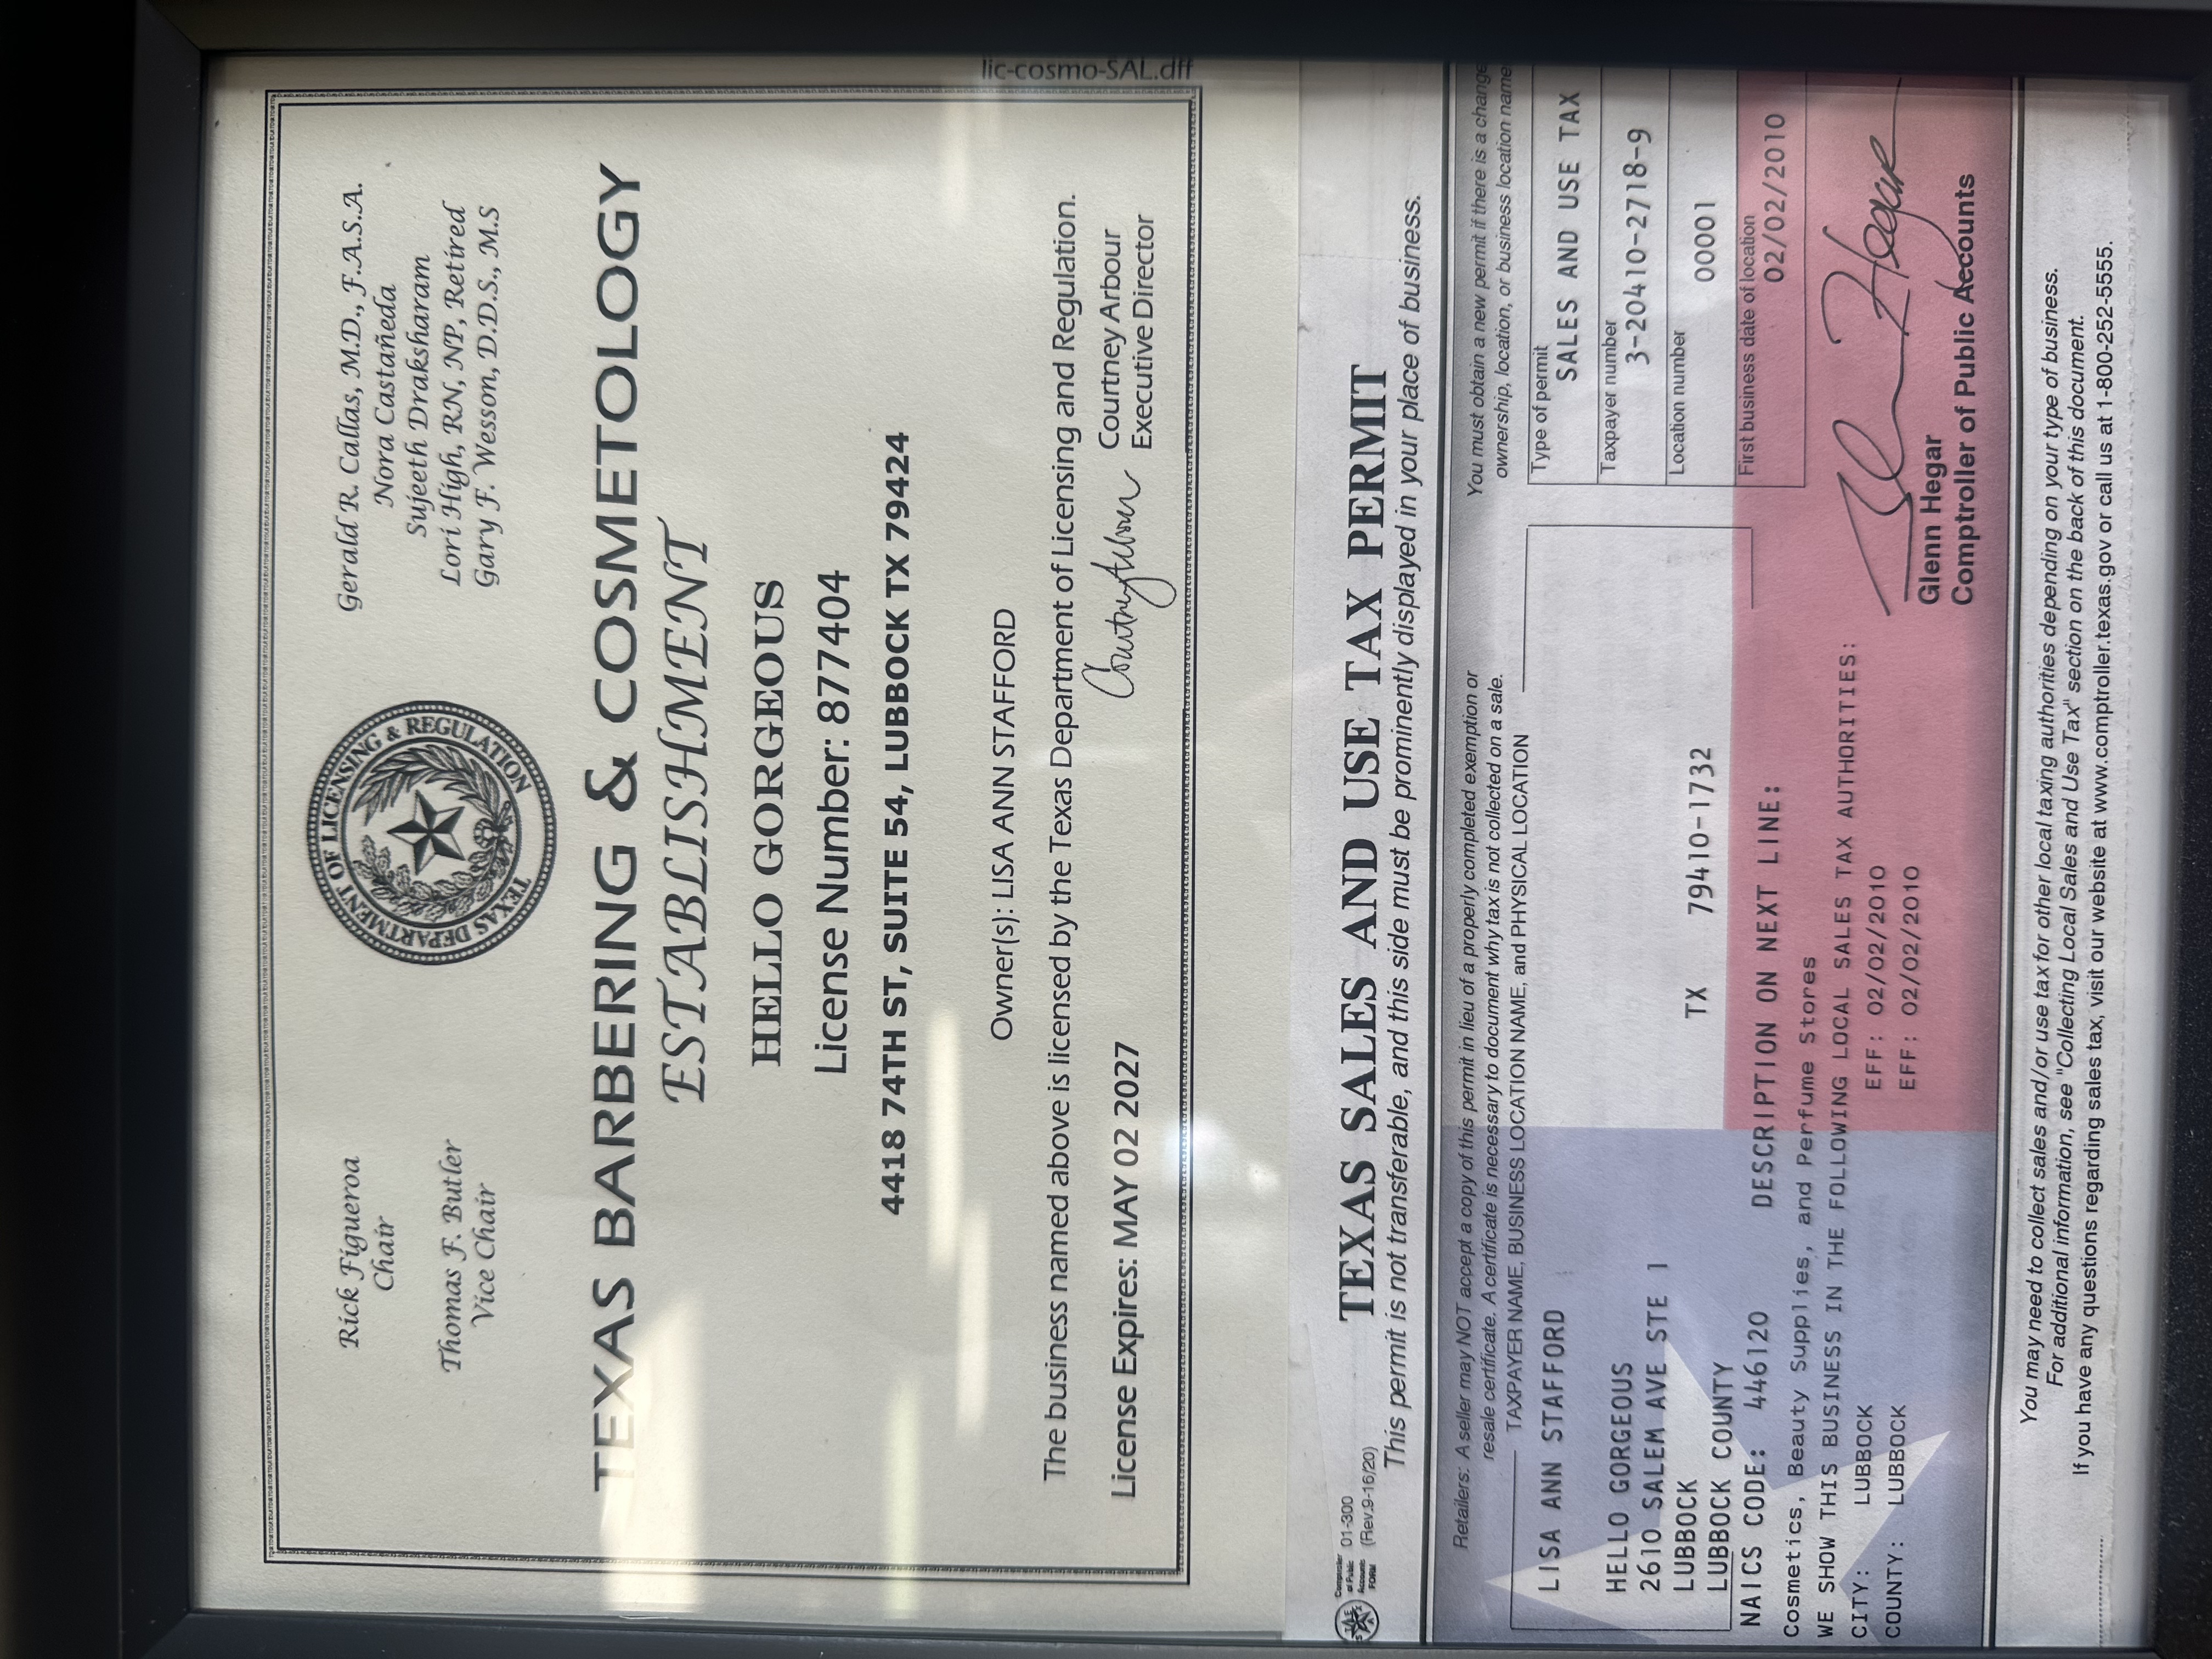 lic-cosmo-SAL.dff
Rick Figueroa
Chair
Thomas F. Butler
Vice Chair
TEXAS DEPARTMENT OF LICENSING & REGULATION
Gerald R. Callas, M.D., F.A.S.A.
Nora Castañeda
Sujeeth Draksharam
Lori High, RN, NP, Retired
Gary F. Wesson, D.D.S., M.S
TEXAS BARBERING & COSMETOLOGY
ESTABLISHMENT
HELLO GORGEOUS
License Number: 877404
4418 74TH ST, SUITE 54, LUBBOCK TX 79424
Owner(s): LISA ANN STAFFORD
The business named above is licensed by the Texas Department of Licensing and Regulation.
License Expires: MAY 02 2027
Courtney Arbour
Courtney Arbour
Executive Director
Comptroller
of Public
Accounts
FORM
01-300
(Rev.9-16/20)
TEXAS SALES AND USE TAX PERMIT
This permit is not transferable, and this side must be prominently displayed in your place of business.
Retailers: A seller may NOT accept a copy of this permit in lieu of a properly completed exemption or
resale certificate. A certificate is necessary to document why tax is not collected on a sale.
You must obtain a new permit if there is a change
ownership, location, or business location name
TAXPAYER NAME, BUSINESS LOCATION NAME, and PHYSICAL LOCATION
LISA ANN STAFFORD
HELLO GORGEOUS
2610 SALEM AVE STE 1
LUBBOCK TX 79410-1732
LUBBOCK COUNTY
Type of permit
SALES AND USE TAX
Taxpayer number
3-20410-2718-9
Location number
00001
First business date of location
02/02/2010
NAICS CODE: 446120 DESCRIPTION ON NEXT LINE:
Cosmetics, Beauty Supplies, and Perfume Stores
WE SHOW THIS BUSINESS IN THE FOLLOWING LOCAL SALES TAX AUTHORITIES:
CITY: LUBBOCK EFF: 02/02/2010
COUNTY: LUBBOCK EFF: 02/02/2010
Glenn Hegar
Glenn Hegar
Comptroller of Public Accounts
You may need to collect sales and/or use tax for other local taxing authorities depending on your type of business.
For additional information, see "Collecting Local Sales and Use Tax" section on the back of this document.
If you have any questions regarding sales tax, visit our website at www.comptroller.texas.gov or call us at 1-800-252-5555.